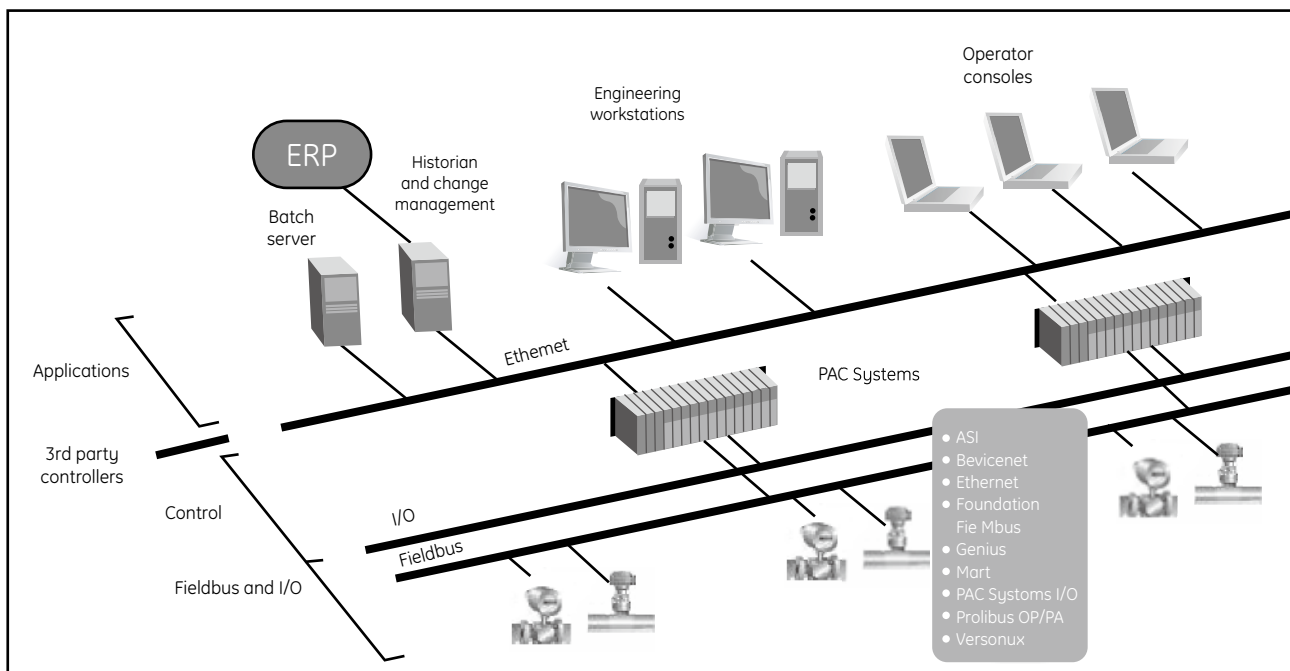 Operator
consoles
Engineering
workstations
ERP
Historian
and change
management
Batch
server
Ethemet
Applications
PAC Systems
3rd party
controllers
Control
I/O
Fieldbus
Fieldbus and I/O
• ASI
• Bevicenet
• Ethernet
• Foundation
Fie Mbus
• Genius
• Mart
• PAC Systoms I/O
• Prolibus OP/PA
• Versonux